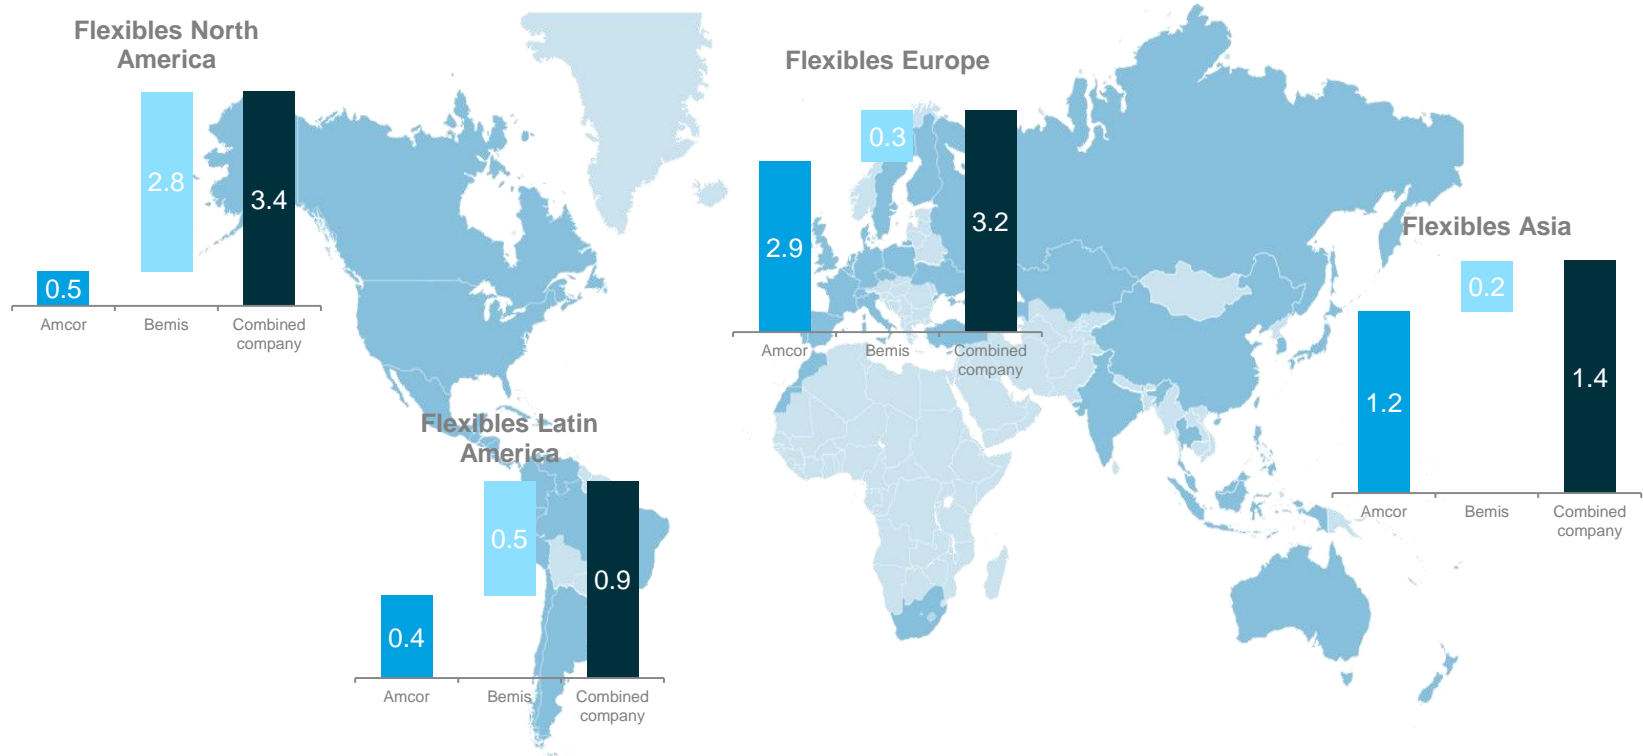 Flexibles North
America
2.8
3.4
0.5
Amcor
Bemis
Combined
company
Flexibles Europe
0.3
2.9
3.2
Amcor
Bemis
Combined
company
Flexibles Asia
0.2
1.2
1.4
Amcor
Bemis
Combined
company
Flexibles Latin
America
0.5
0.9
0.4
Amcor
Bemis
Combined
company